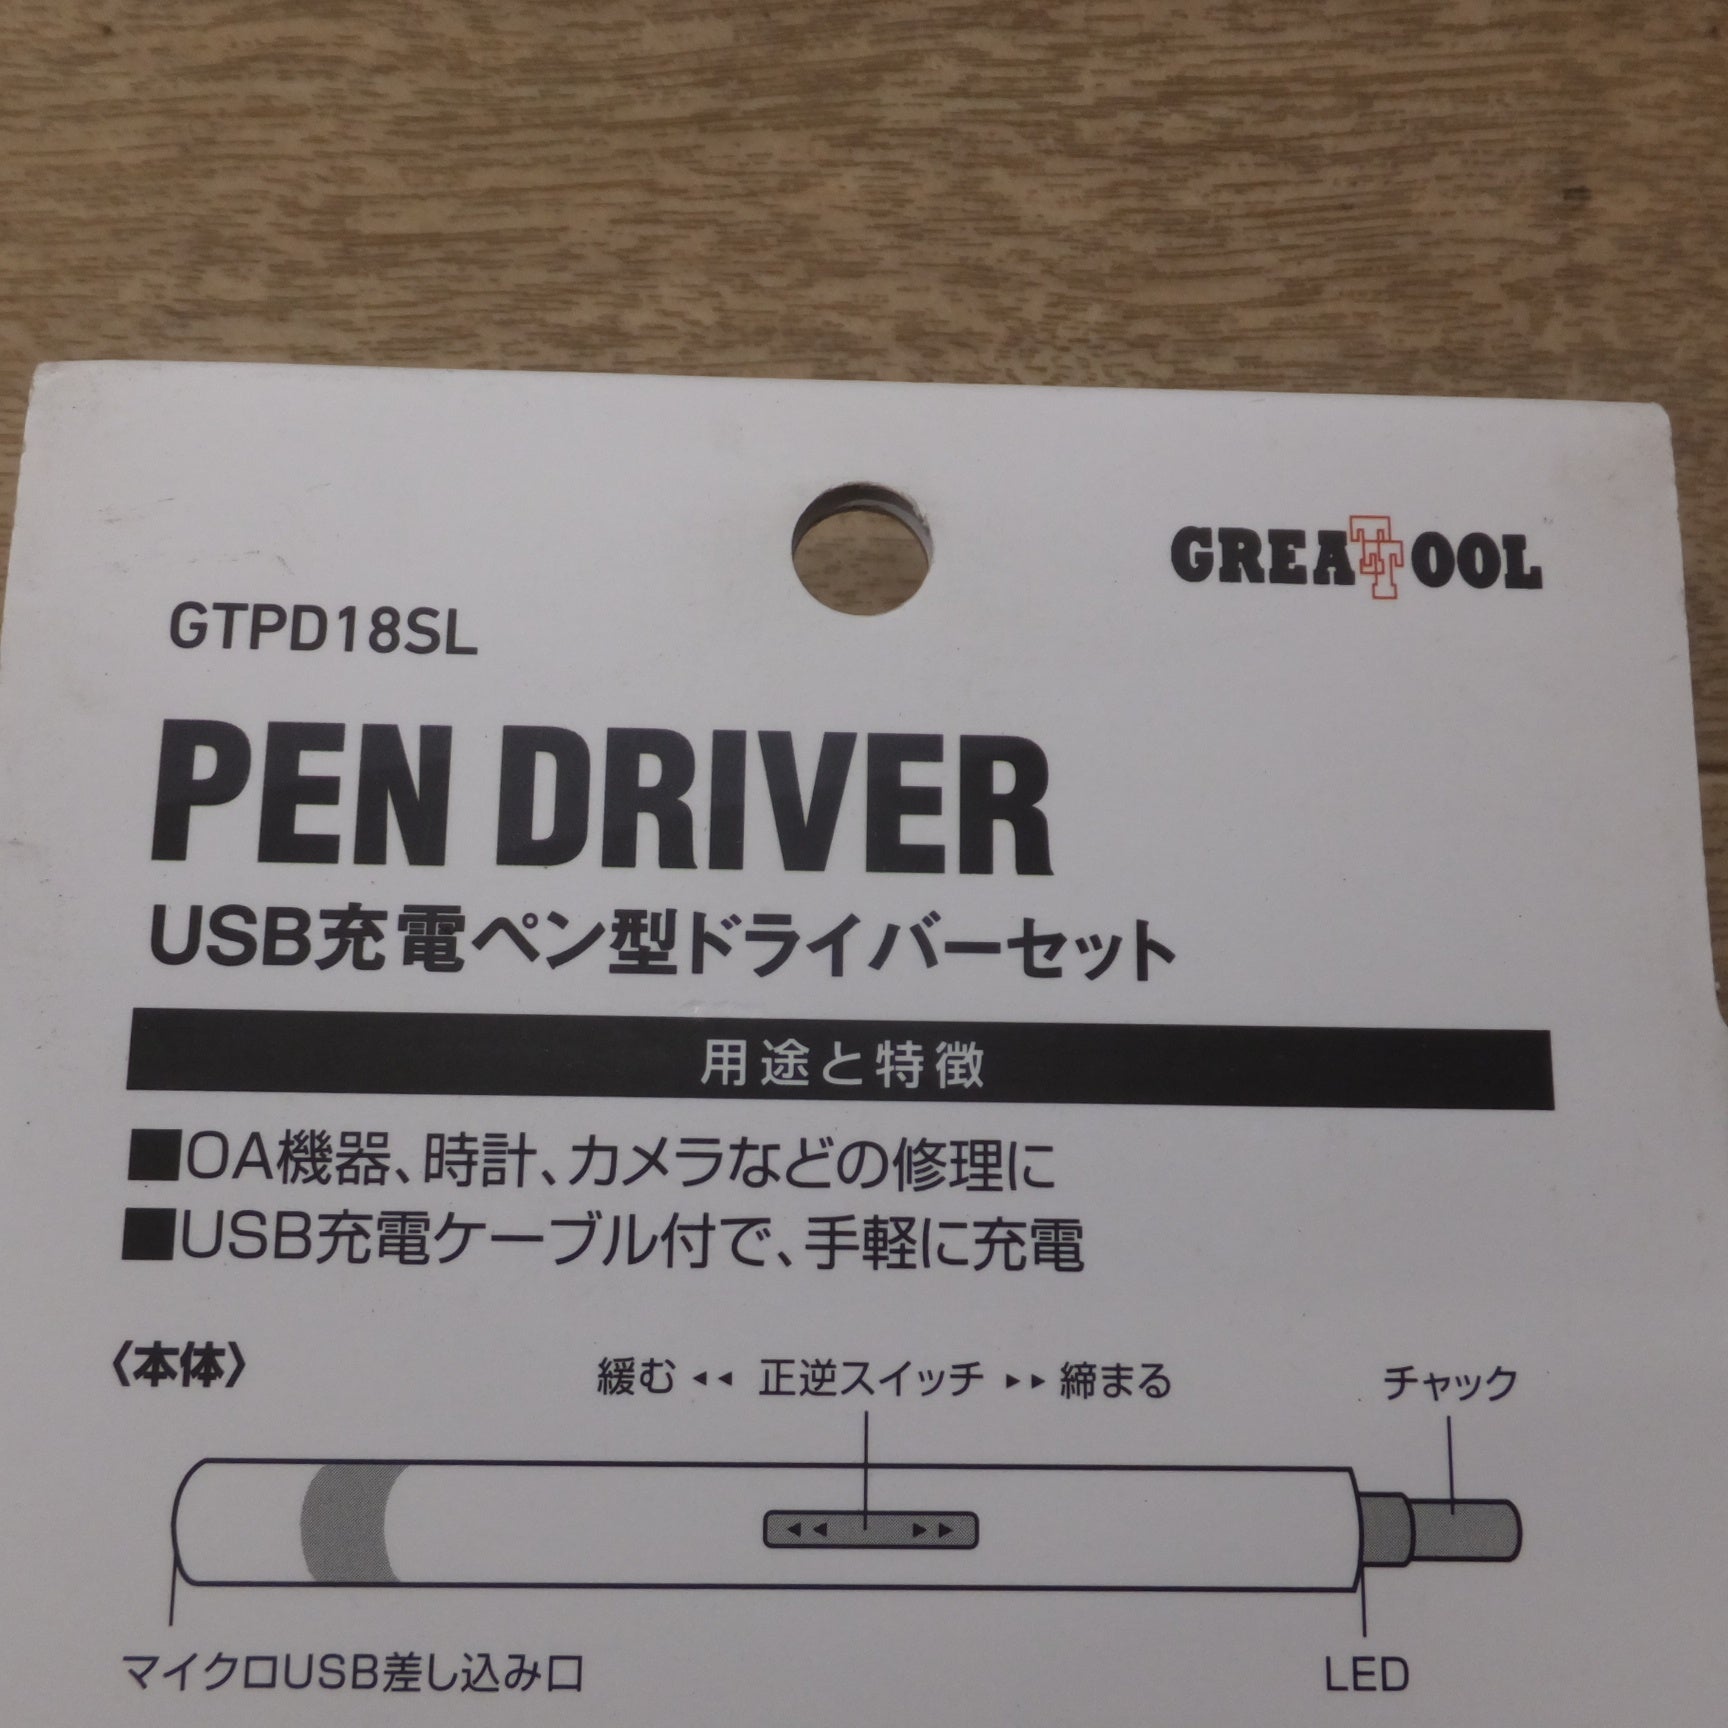 GREATTOOL
GTPD18SL
PEN DRIVER
USB充電ペン型ドライバーセット
用途と特徴
■OA機器、時計、カメラなどの修理に
■USB充電ケーブル付で、手軽に充電
〈本体〉
緩む ◄◄ 正逆スイッチ ►► 締まる
チャック
◄◄ ►►
マイクロUSB差し込み口
LED